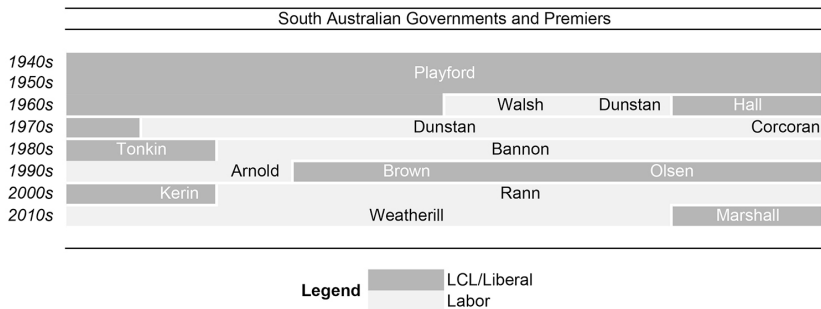 South Australian Governments and Premiers
1940s
Playford
1950s
1960s Walsh Dunstan Hall
1970s Dunstan Corcoran
1980s Tonkin Bannon
1990s Arnold Brown Olsen
2000s Kerin Rann
2010s Weatherill Marshall
Legend
LCL/Liberal
Labor